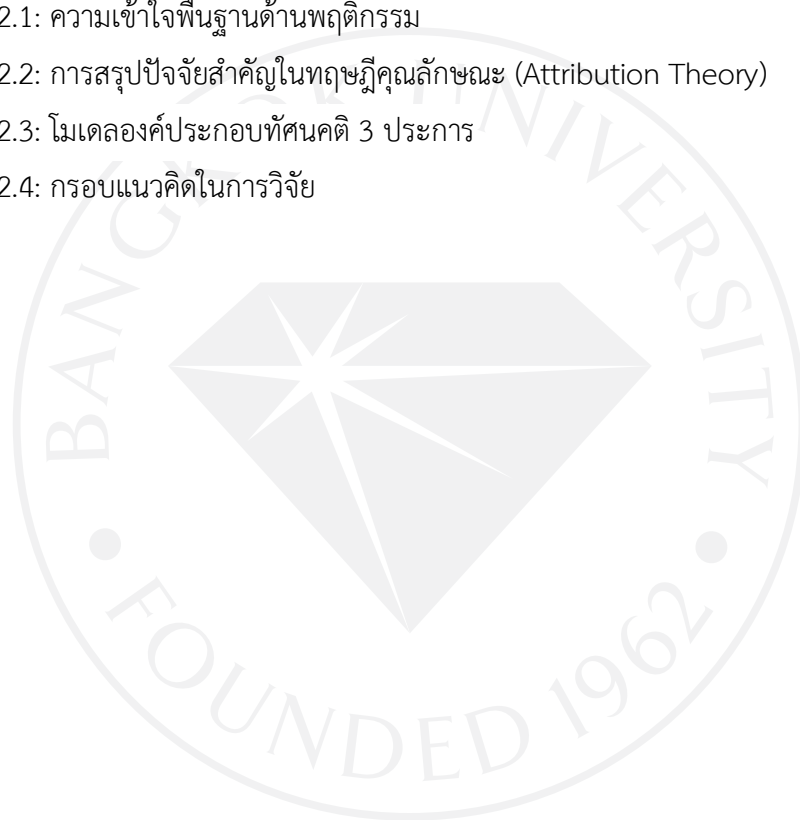 2.1: ความเข้าใจพื้นฐานด้านพฤติกรรม
2.2: การสรุปปัจจัยสำคัญในทฤษฎีคุณลักษณะ (Attribution Theory)
2.3: โมเดลองค์ประกอบทัศนคติ 3 ประการ
2.4: กรอบแนวคิดในการวิจัย
BANGKOK UNIVERSITY
FOUNDED 1962